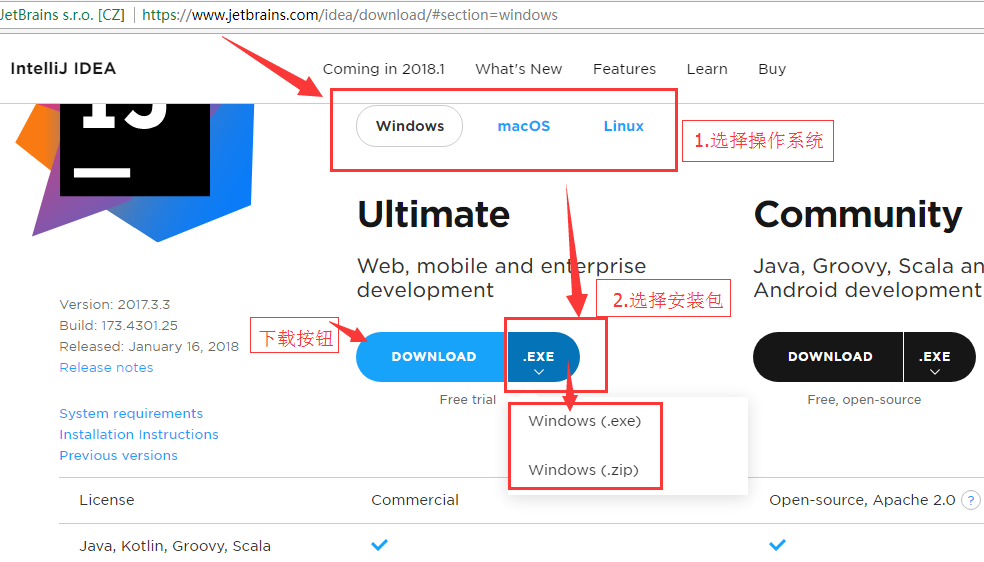 JetBrains s.r.o. [CZ] https://www.jetbrains.com/idea/download/#section=windows
IntelliJ IDEA
Coming in 2018.1
What's New
Features
Learn
Buy
Windows
macOS
Linux
1.选择操作系统
Ultimate
Web, mobile and enterprise
development
Community
Java, Groovy, Scala an
Android development
2.选择安装包
Version: 2017.3.3
Build: 173.4301.25
Released: January 16, 2018
Release notes
下载按钮
DOWNLOAD
.EXE
Free trial
DOWNLOAD
.EXE
Free, open-source
Windows (.exe)
Windows (.zip)
System requirements
Installation Instructions
Previous versions
License
Commercial
Open-source, Apache 2.0 ?
Java, Kotlin, Groovy, Scala